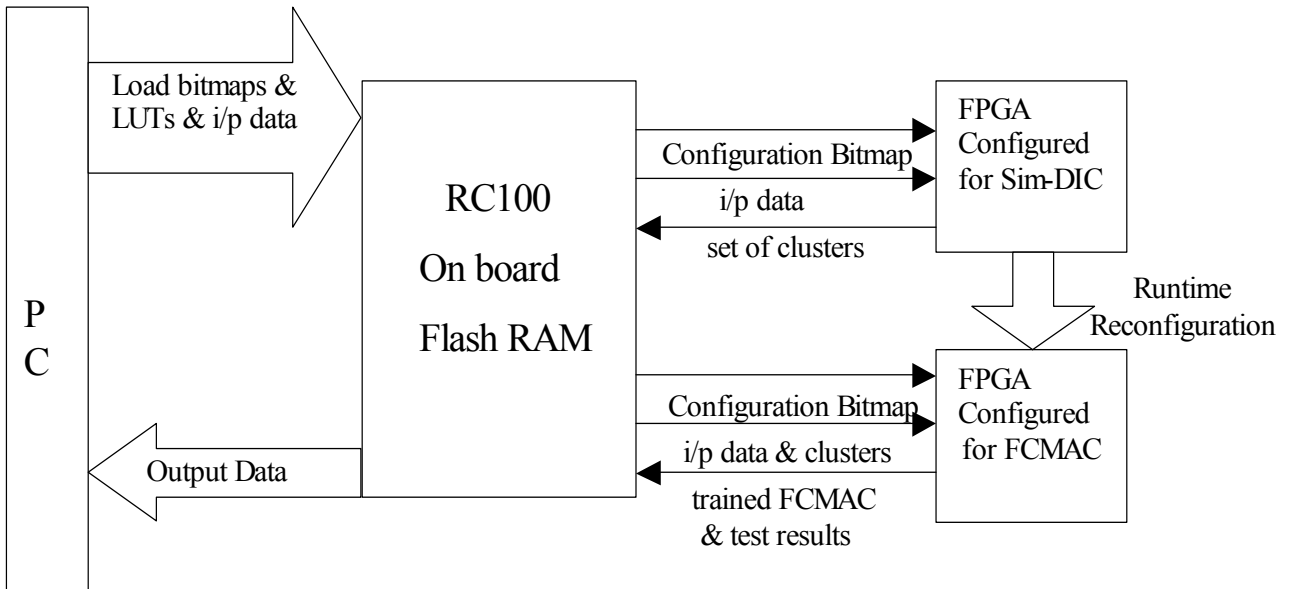 P
C
Load bitmaps &
LUTs & i/p data
Output Data
RC100
On board
Flash RAM
Configuration Bitmap
i/p data
set of clusters
Configuration Bitmap
i/p data & clusters
trained FCMAC
& test results
FPGA
Configured
for Sim-DIC
Runtime
Reconfiguration
FPGA
Configured
for FCMAC